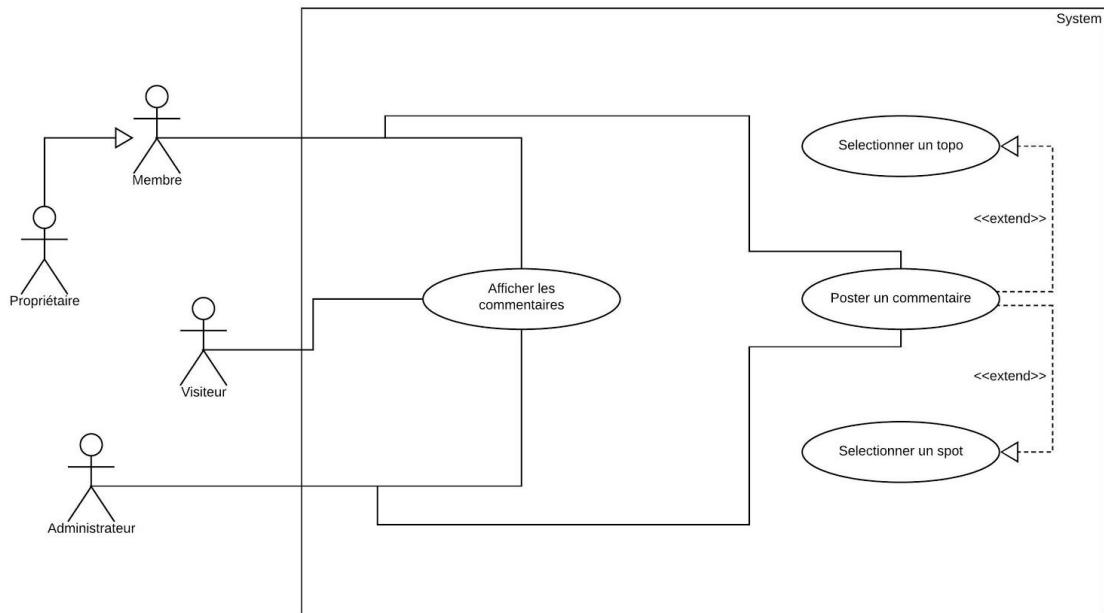 System
Membre
Selectionner un topo
<<extend>>
Propriétaire
Afficher les
commentaires
Poster un commentaire
Visiteur
<<extend>>
Selectionner un spot
Administrateur